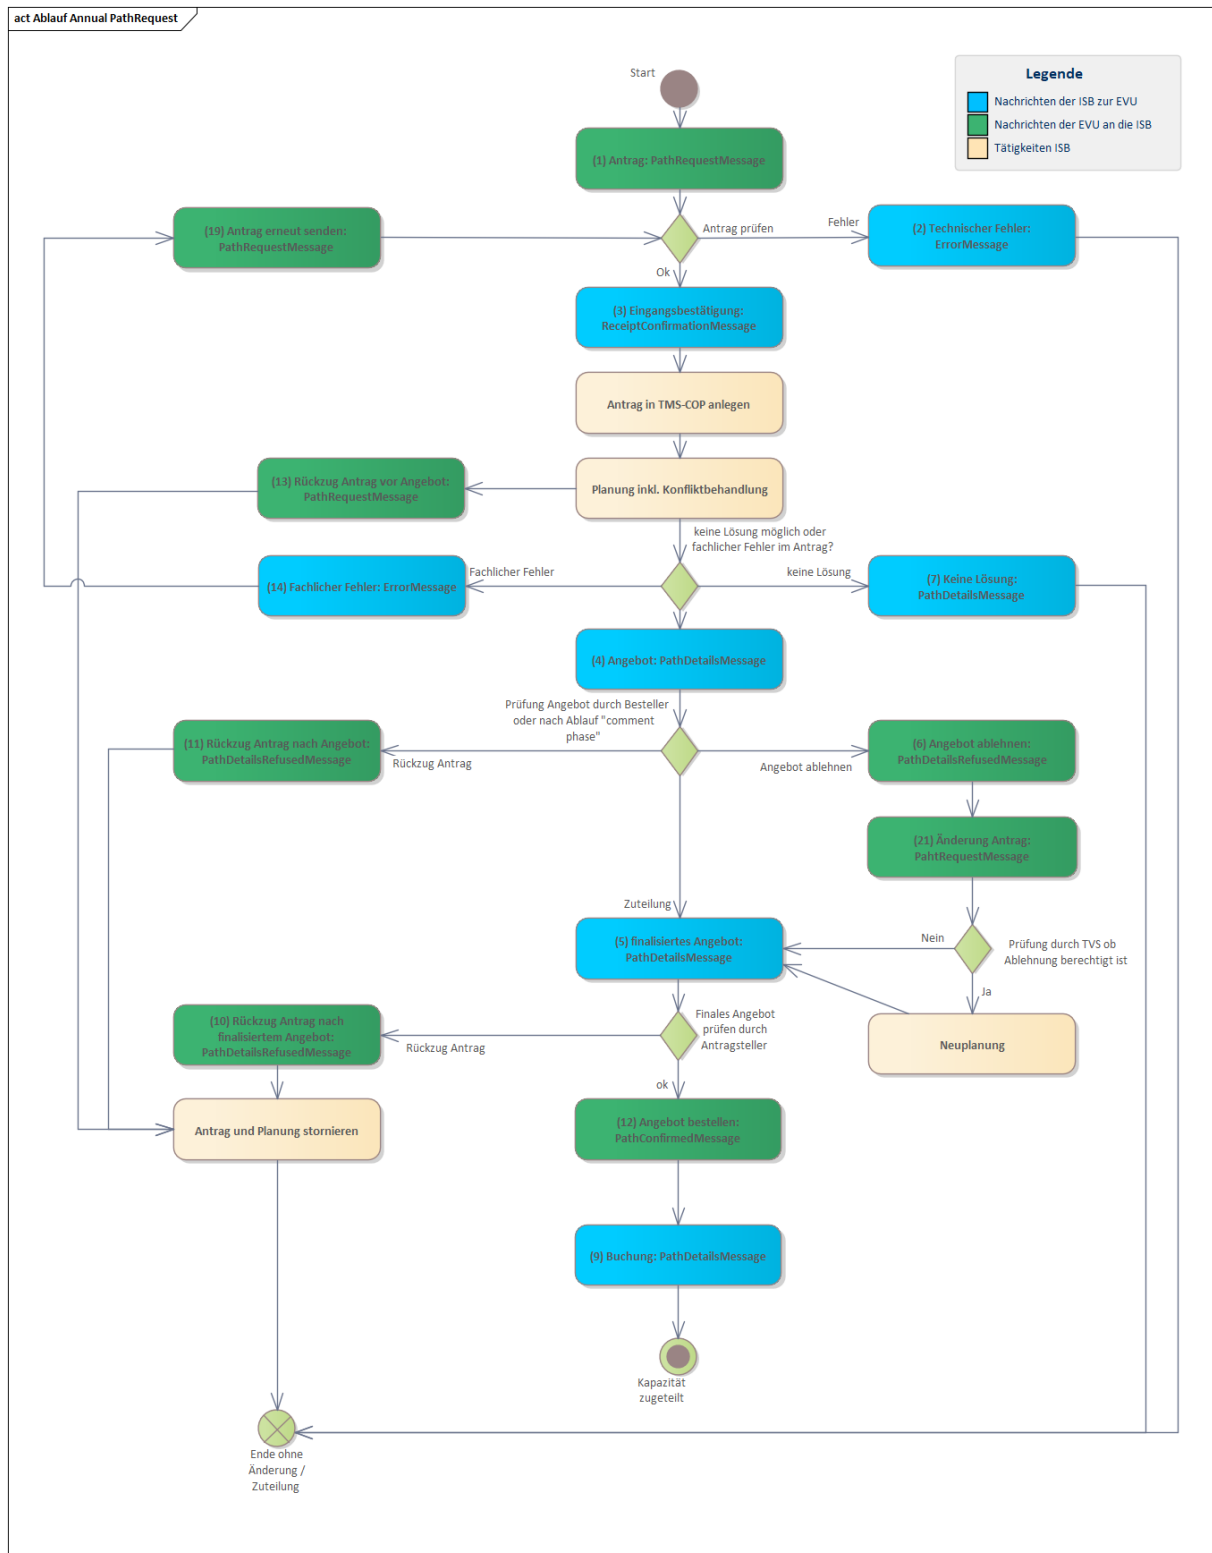 act Ablauf Annual PathRequest
Legende
Nachrichten der ISB zur EVU
Nachrichten der EVU an die ISB
Tätigkeiten ISB
Start
(1) Antrag: PathRequestMessage
(19) Antrag erneut senden:
PathRequestMessage
Antrag prüfen
Fehler
(2) Technischer Fehler:
ErrorMessage
Ok
(3) Eingangsbestätigung:
ReceiptConfirmationMessage
Antrag in TMS-COP anlegen
(13) Rückzug Antrag vor Angebot:
PathRequestMessage
Planung inkl. Konfliktbehandlung
keine Lösung möglich oder
fachlicher Fehler im Antrag?
(14) Fachlicher Fehler: ErrorMessage
Fachlicher Fehler
keine Lösung
(7) Keine Lösung:
PathDetailsMessage
(4) Angebot: PathDetailsMessage
Prüfung Angebot durch Besteller
oder nach Ablauf "comment
phase"
(11) Rückzug Antrag nach Angebot:
PathDetailsRefusedMessage
Rückzug Antrag
Angebot ablehnen
(6) Angebot ablehnen:
PathDetailsRefusedMessage
(21) Änderung Antrag:
PahtRequestMessage
Zuteilung
(5) finalisiertes Angebot:
PathDetailsMessage
Nein
Prüfung durch TVS ob
Ablehnung berechtigt ist
Ja
(10) Rückzug Antrag nach
finalisiertem Angebot:
PathDetailsRefusedMessage
Rückzug Antrag
Finales Angebot
prüfen durch
Antragsteller
Neuplanung
ok
Antrag und Planung stornieren
(12) Angebot bestellen:
PathConfirmedMessage
(9) Buchung: PathDetailsMessage
Kapazität
zugeteilt
Ende ohne
Änderung /
Zuteilung